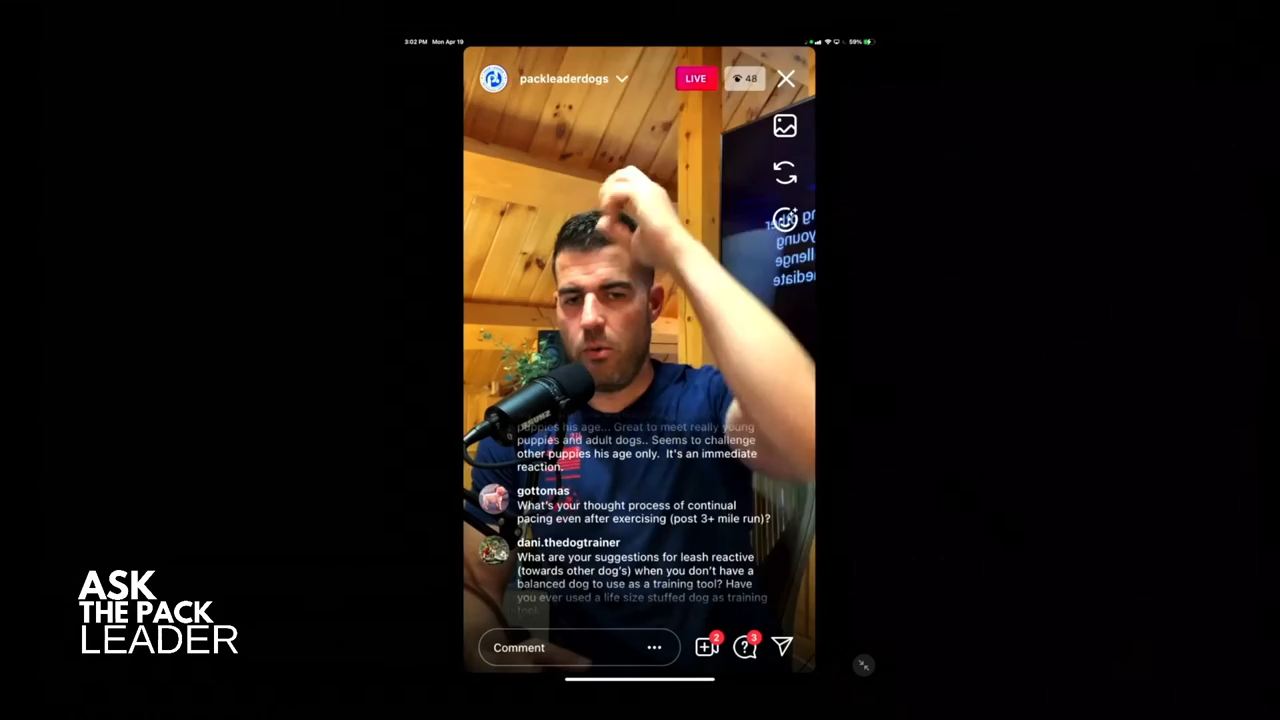 3:02 PM Mon Apr 19
59%
packleaderdogs
LIVE
48
puppies his age... Great to meet really young
puppies and adult dogs.. Seems to challenge
other puppies his age only. It's an immediate
reaction.
gottomas
What's your thought process of continual
pacing even after exercising (post 3+ mile run)?
dani.thedogtrainer
What are your suggestions for leash reactive
(towards other dog's) when you don't have a
balanced dog to use as a training tool? Have
you ever used a life size stuffed dog as training
tool
Comment
2
3
ASK
THE PACK
LEADER